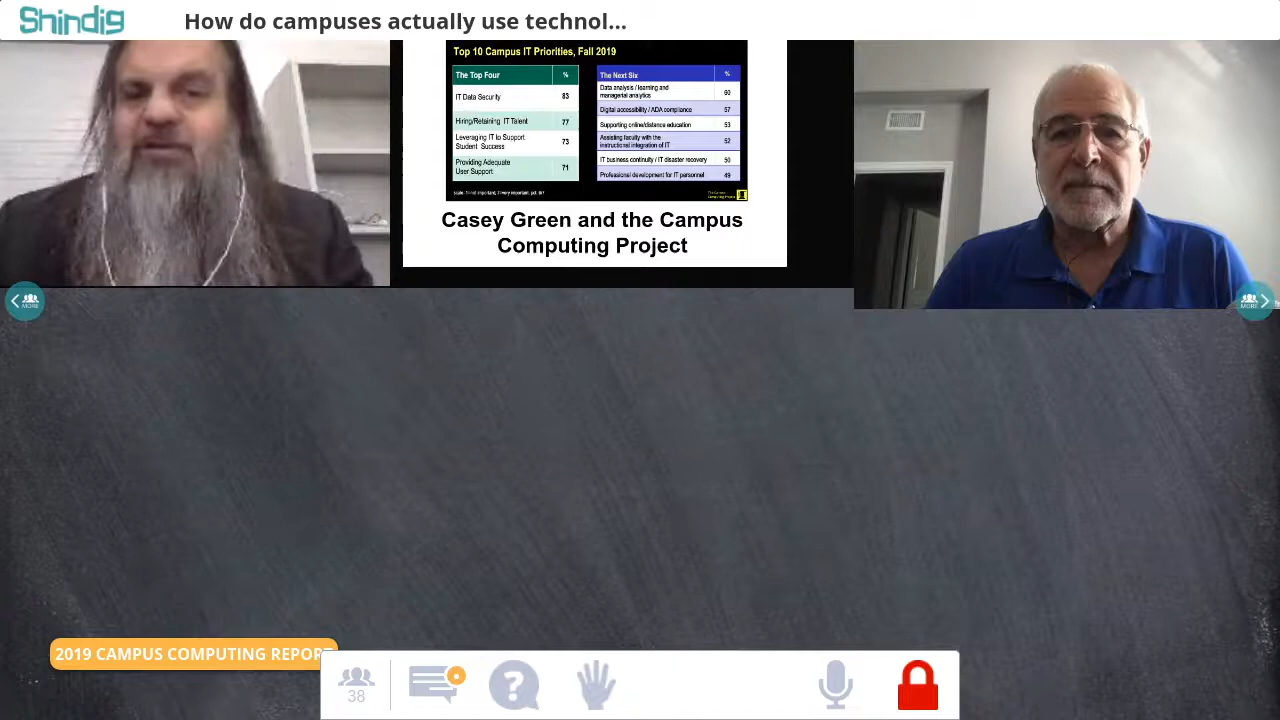 Shindig
How do campuses actually use technol...
Top 10 Campus IT Priorities, Fall 2019
The Top Four %
IT Data Security 83
Hiring/Retaining IT Talent 77
Leveraging IT to Support
Student Success 73
Providing Adequate
User Support 71
The Next Six %
Data analysis / learning and
managerial analytics 60
Digital accessibility / ADA compliance 57
Supporting online/distance education 53
Assisting faculty with the
instructional integration of IT 52
IT business continuity / IT disaster recovery 50
Professional development for IT personnel 49
Casey Green and the Campus
Computing Project
MORE
MORE
2019 CAMPUS COMPUTING REPORT
38